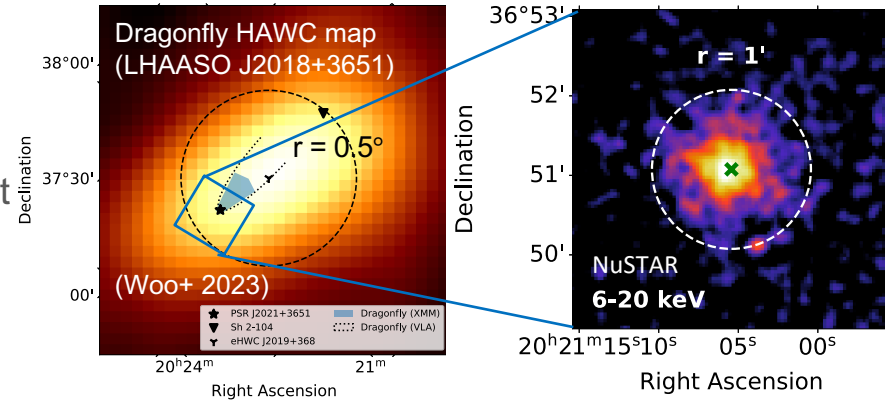 Dragonfly HAWC map
(LHAASO J2018+3651)
r = 0.5°
(Woo+ 2023)
PSR J2021+3651
Sh 2-104
eHWC J2019+368
Dragonfly (XMM)
Dragonfly (VLA)
38°00'
37°30'
00'
t
Declination
20ʰ24ᵐ
21ᵐ
Right Ascension
r = 1'
NuSTAR
6-20 keV
36°53'
52'
51'
50'
Declination
20ʰ21ᵐ15ˢ
10ˢ
05ˢ
00ˢ
Right Ascension